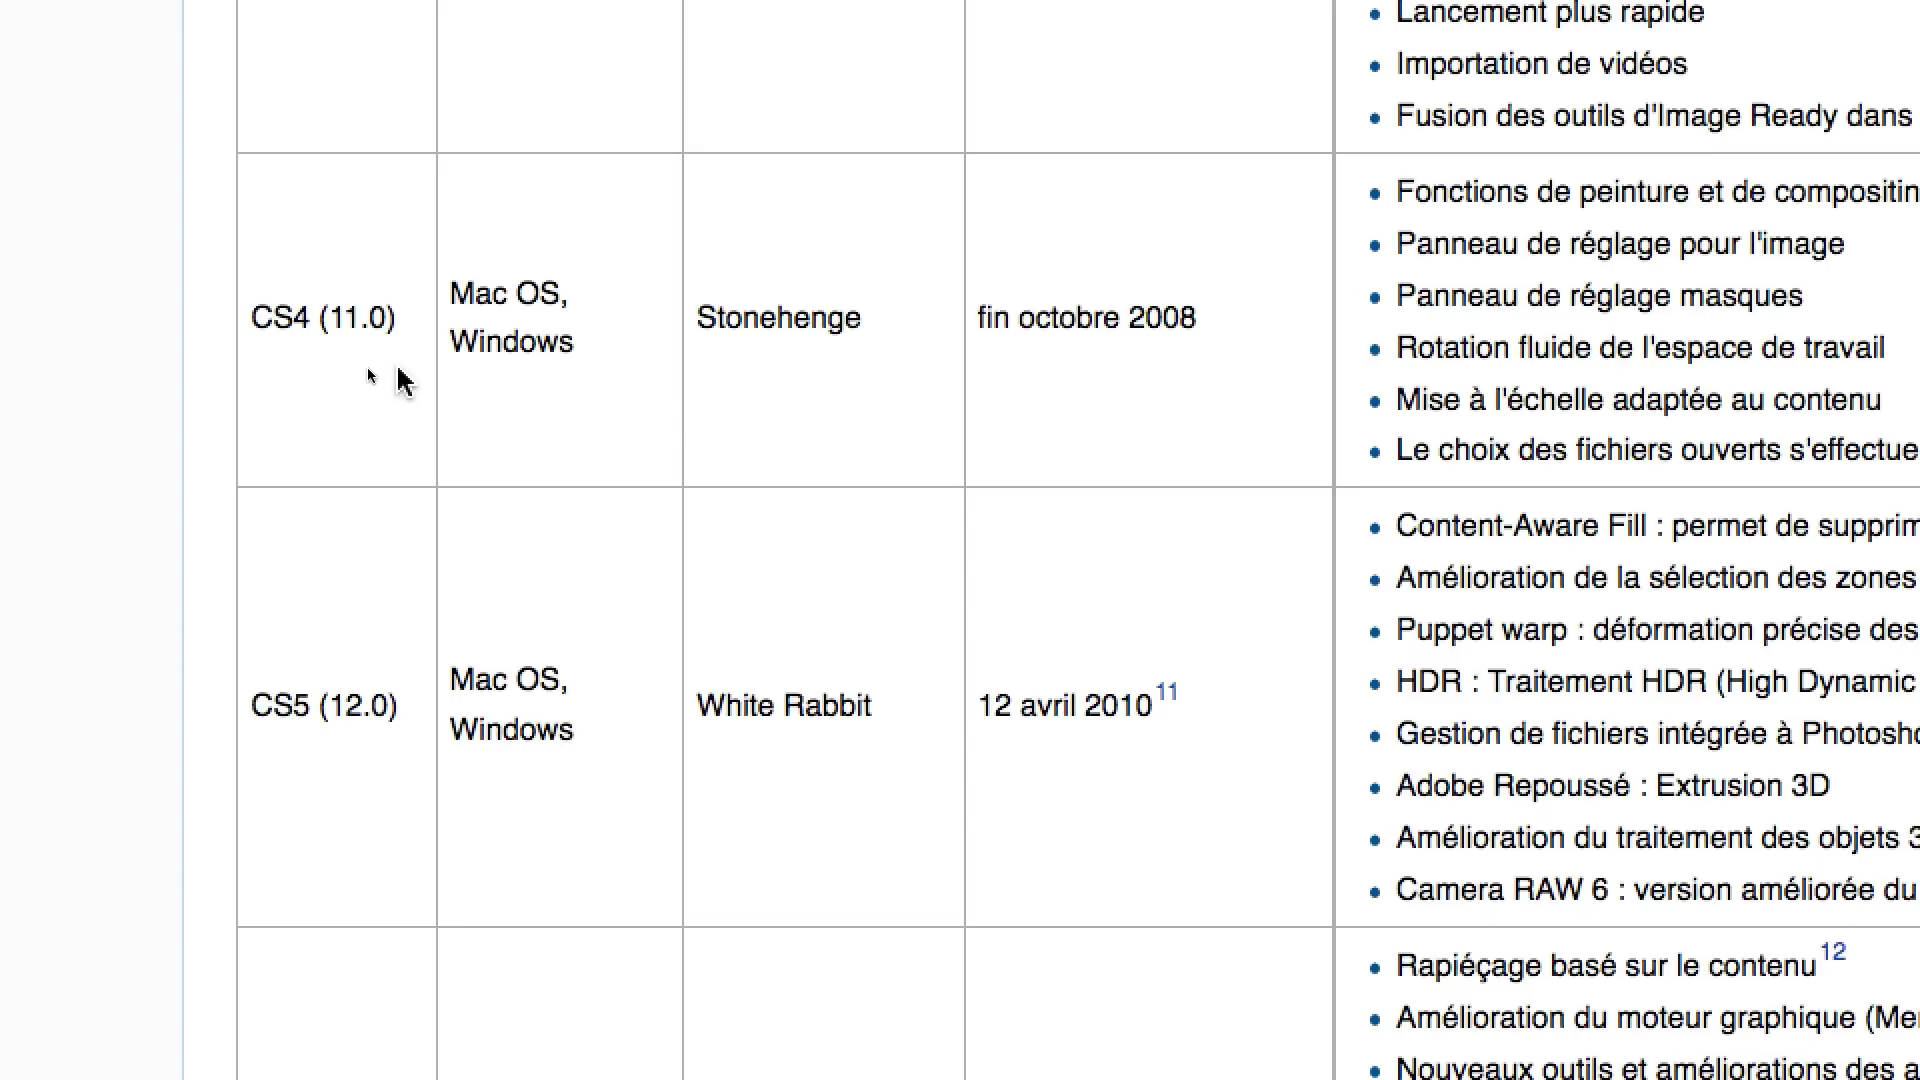 Lancement plus rapide
Importation de vidéos
Fusion des outils d'Image Ready dans
CS4 (11.0)
Mac OS,
Windows
Stonehenge
fin octobre 2008
Fonctions de peinture et de
Panneau de réglage pour l'image
Panneau de réglage masques
Rotation fluide de l'espace de travail
Mise à l'échelle adaptée au contenu
Le choix des fichiers ouverts s'effectue
CS5 (12.0)
Mac OS,
Windows
White Rabbit
12 avril 2010 11
Content-Aware Fill : permet de
Amélioration de la sélection des zones
Puppet warp : déformation précise des
HDR : Traitement HDR (High Dynamic
Gestion de fichiers intégrée à
Adobe Repoussé : Extrusion 3D
Amélioration du traitement des objets
Camera RAW 6 : version améliorée du
Rapiéçage basé sur le contenu 12
Amélioration du moteur graphique
Nouveaux outils et améliorations des